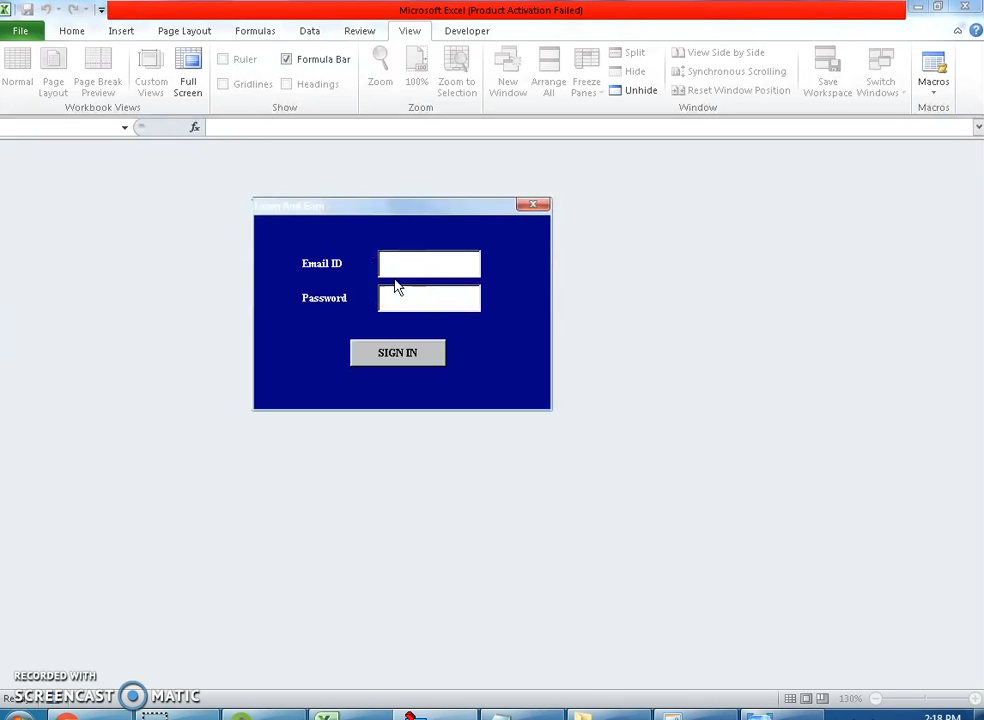 Microsoft Excel (Product Activation Failed)
File Home Insert Page Layout Formulas Data Review View Developer
Normal Page Layout Page Break Preview Custom Views Full Screen
Ruler Formula Bar
Gridlines Headings
Zoom 100% Zoom to Selection
New Window Arrange All Freeze Panes
Split
Hide
Unhide
View Side by Side
Synchronous Scrolling
Reset Window Position
Save Workspace Switch Windows
Macros
Workbook Views Show Zoom Window Macros
fx
Email ID
Password
SIGN IN
RECORDED WITH
SCREENCAST MATIC
130%
2:18 PM